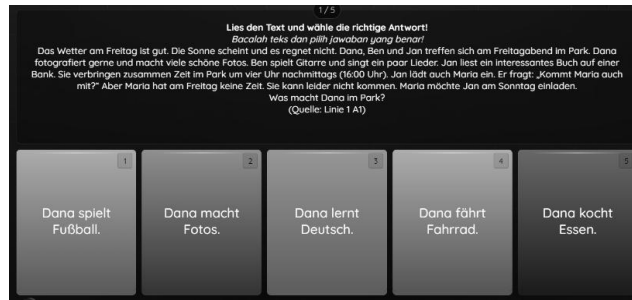 1/5
Lies den Text und wähle die richtige Antwort!
Bacalah teks dan pilih jawaban yang benar!
Das Wetter am Freitag ist gut. Die Sonne scheint und es regnet nicht. Dana, Ben und Jan treffen sich am Freitagabend im Park. Dana
fotografiert gerne und macht viele schöne Fotos. Ben spielt Gitarre und singt ein paar Lieder. Jan liest ein interessantes Buch auf einer
Bank. Sie verbringen zusammen Zeit im Park um vier Uhr nachmittags (16:00 Uhr). Jan lädt auch Maria ein. Er fragt: „Kommt Maria auch
mit?" Aber Maria hat am Freitag keine Zeit. Sie kann leider nicht kommen. Maria möchte Jan am Sonntag einladen.
Was macht Dana im Park?
(Quelle: Linie 1 A1)
1
Dana spielt
Fußball.
2
Dana macht
Fotos.
3
Dana lernt
Deutsch.
4
Dana fährt
Fahrrad.
5
Dana kocht
Essen.